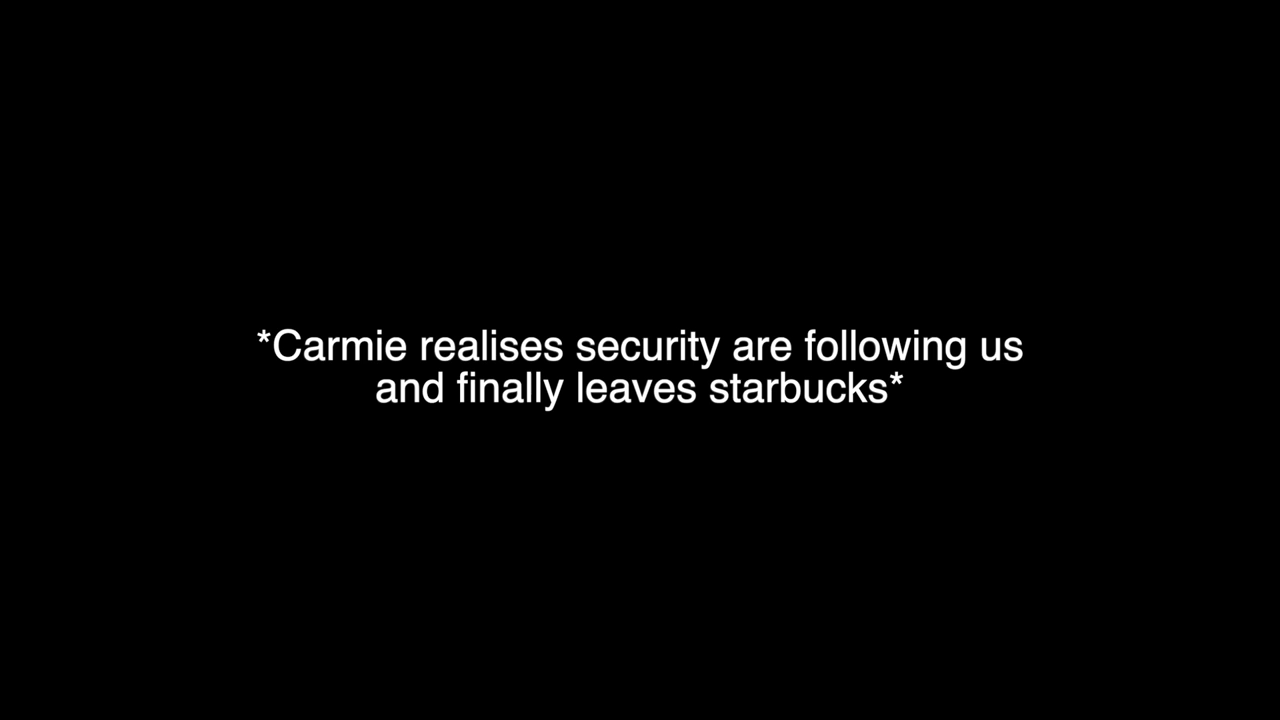 *Carmie realises security are following us
and finally leaves starbucks*